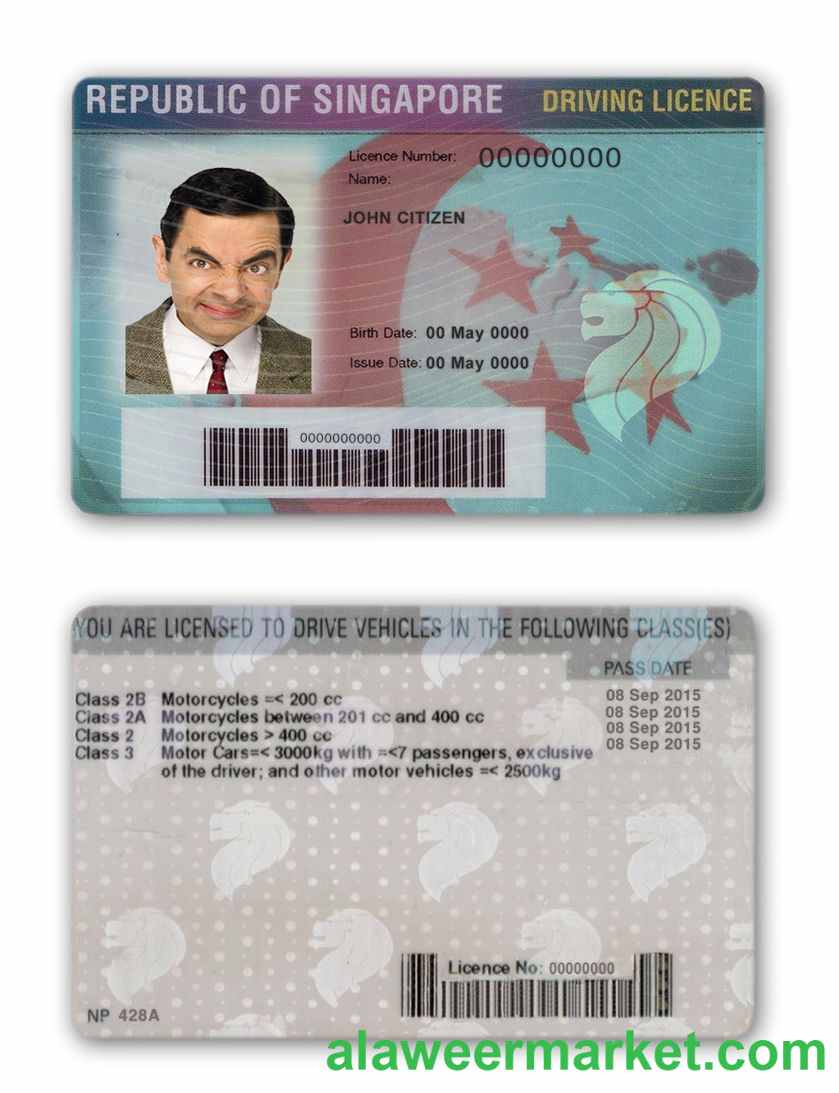 REPUBLIC OF SINGAPORE DRIVING LICENCE
Licence Number: 00000000
Name:
JOHN CITIZEN
Birth Date: 00 May 0000
Issue Date: 00 May 0000
0000000000
YOU ARE LICENSED TO DRIVE VEHICLES IN THE FOLLOWING CLASS(ES)
PASS DATE
Class 2B Motorcycles =< 200 cc 08 Sep 2015
Class 2A Motorcycles between 201 cc and 400 cc 08 Sep 2015
Class 2 Motorcycles > 400 cc 08 Sep 2015
Class 3 Motor Cars=< 3000kg with =<7 passengers, exclusive 08 Sep 2015
of the driver; and other motor vehicles =< 2500kg
Licence No: 00000000
NP 428A
alaweermarket.com